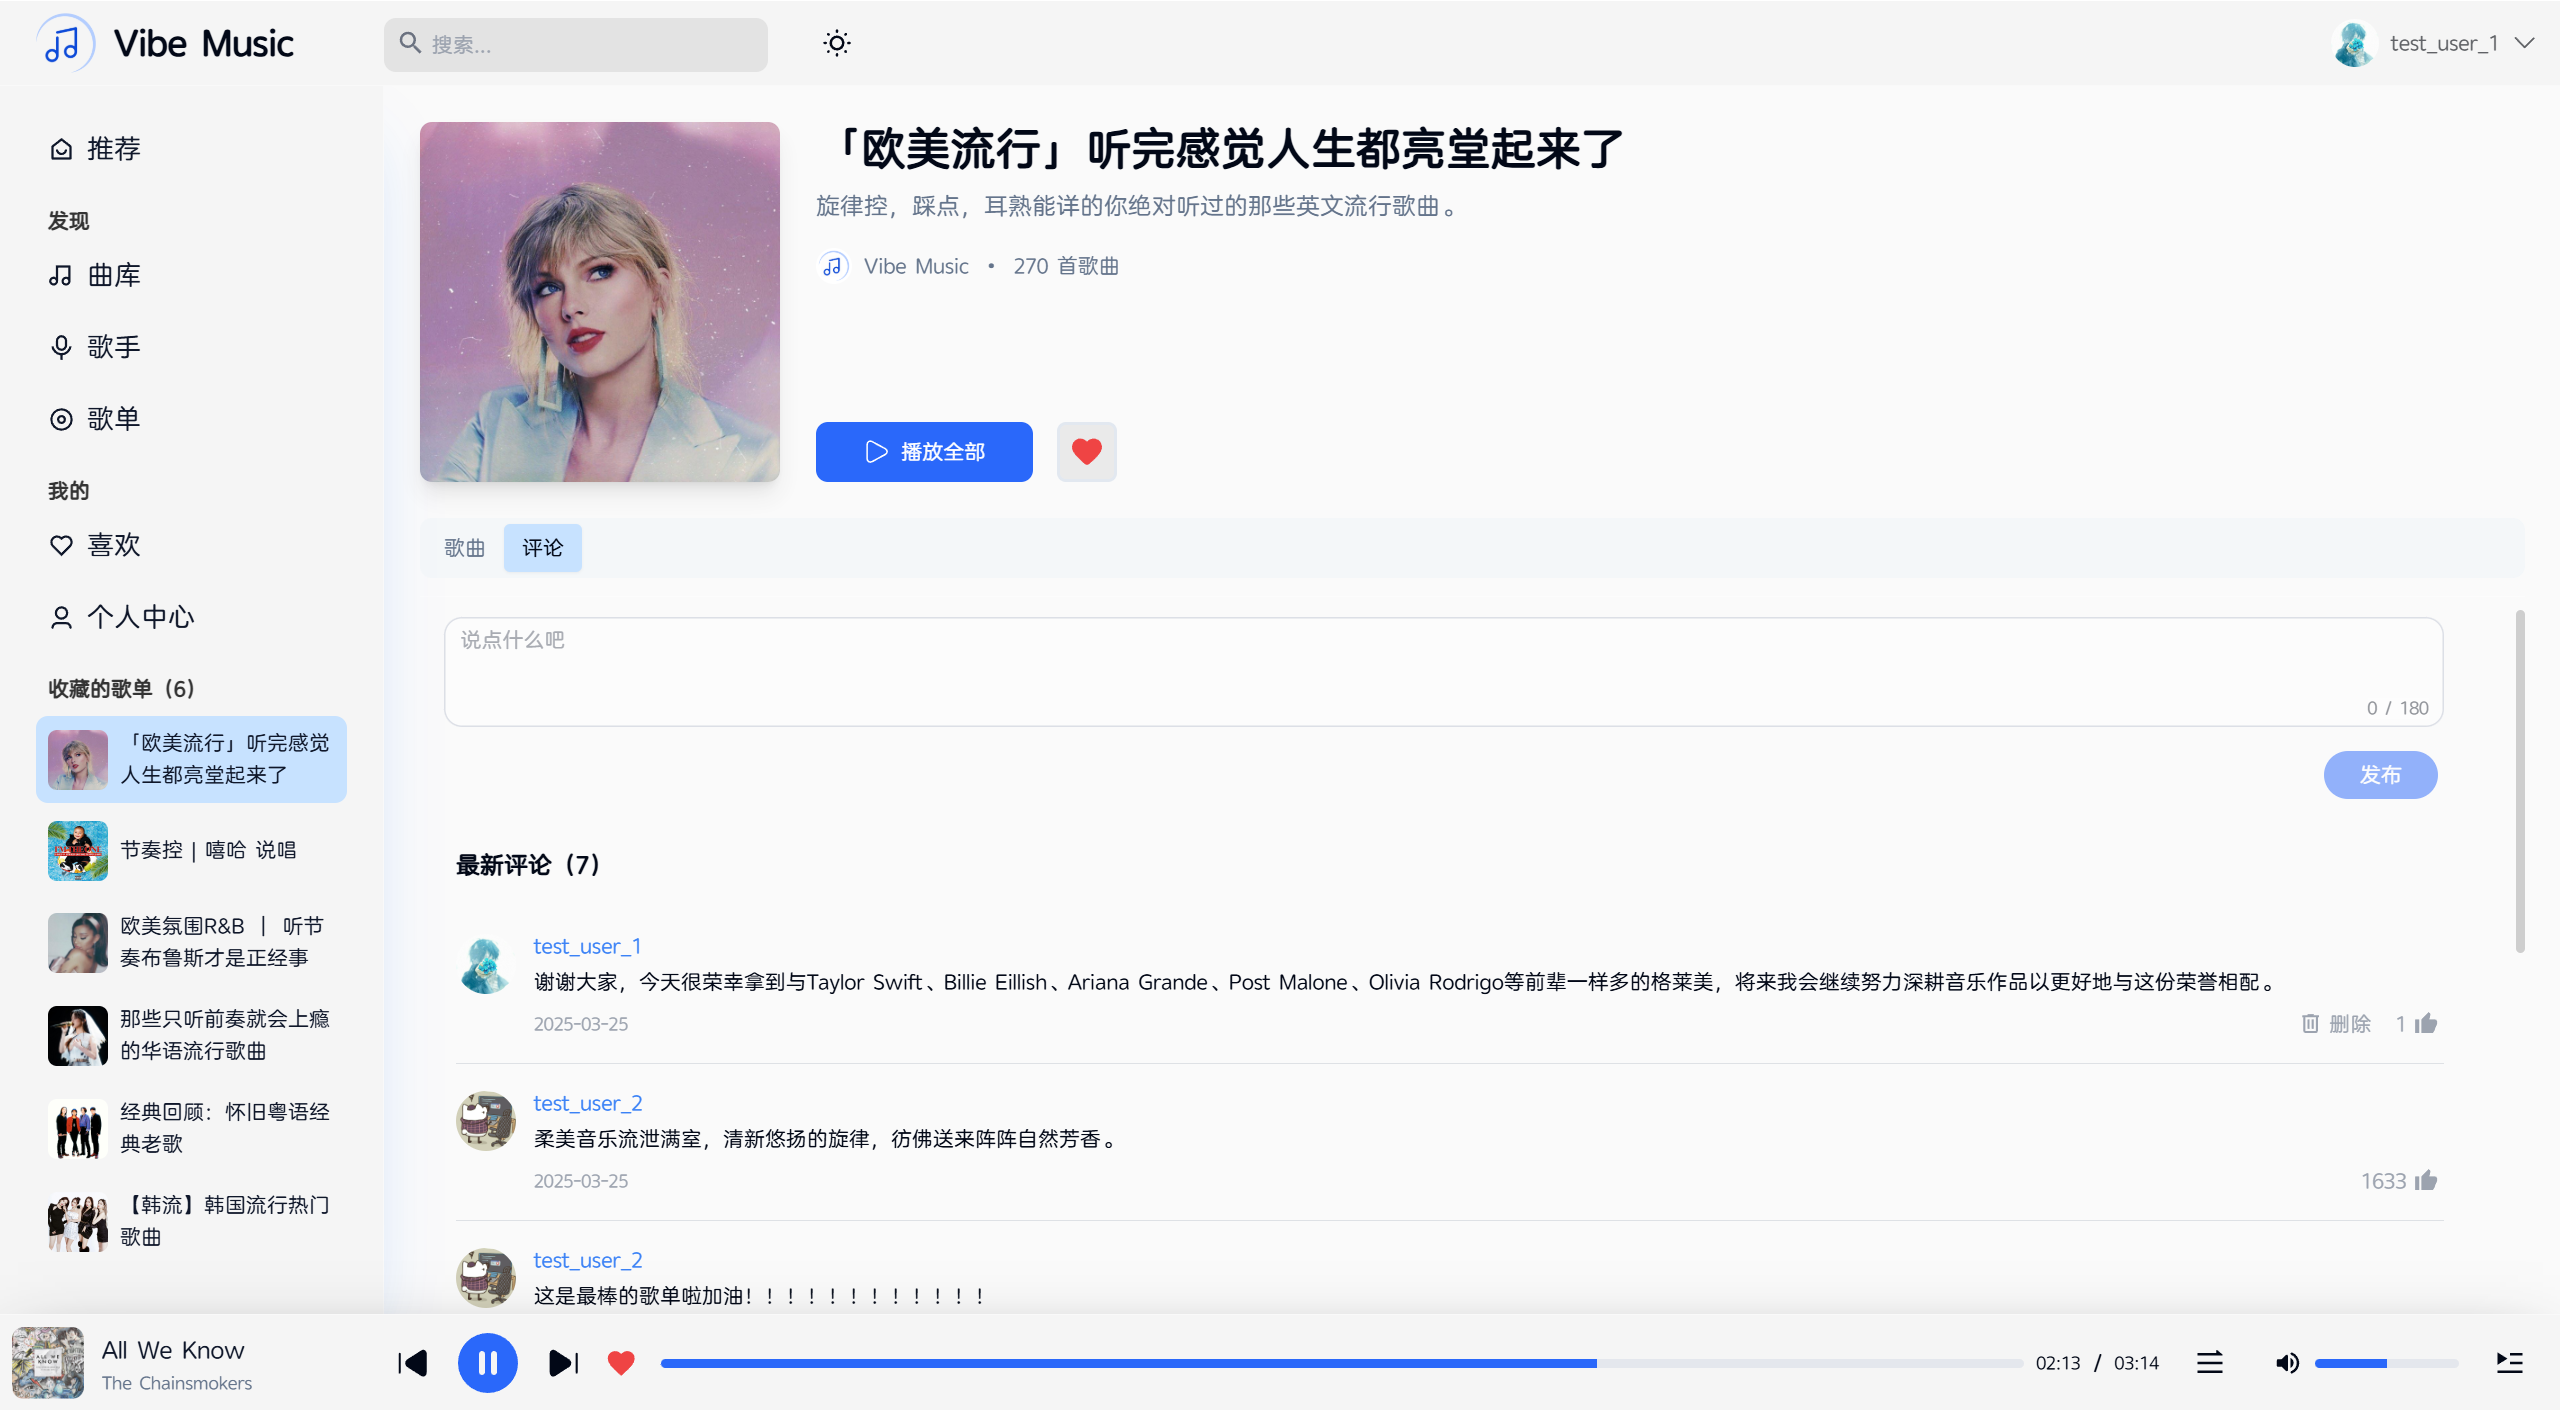 Vibe Music
搜索...
test_user_1
推荐
发现
曲库
歌手
歌单
我的
喜欢
个人中心
收藏的歌单（6）
「欧美流行」听完感觉
人生都亮堂起来了
节奏控 | 嘻哈 说唱
欧美氛围R&B ｜ 听节
奏布鲁斯才是正经事
那些只听前奏就会上瘾
的华语流行歌曲
经典回顾：怀旧粤语经
典老歌
【韩流】韩国流行热门
歌曲
「欧美流行」听完感觉人生都亮堂起来了
旋律控，踩点，耳熟能详的你绝对听过的那些英文流行歌曲。
Vibe Music • 270 首歌曲
播放全部
歌曲
评论
说点什么吧
0 / 180
发布
最新评论（7）
test_user_1
谢谢大家，今天很荣幸拿到与Taylor Swift、Billie Eillish、Ariana Grande、Post Malone、Olivia Rodrigo等前辈一样多的格莱美，将来我会继续努力深耕音乐作品以更好地与这份荣誉相配。
2025-03-25
删除
1
test_user_2
柔美音乐流泄满室，清新悠扬的旋律，彷佛送来阵阵自然芳香。
2025-03-25
1633
test_user_2
这是最棒的歌单啦加油！！！！！！！！！！！！
All We Know
The Chainsmokers
02:13 / 03:14